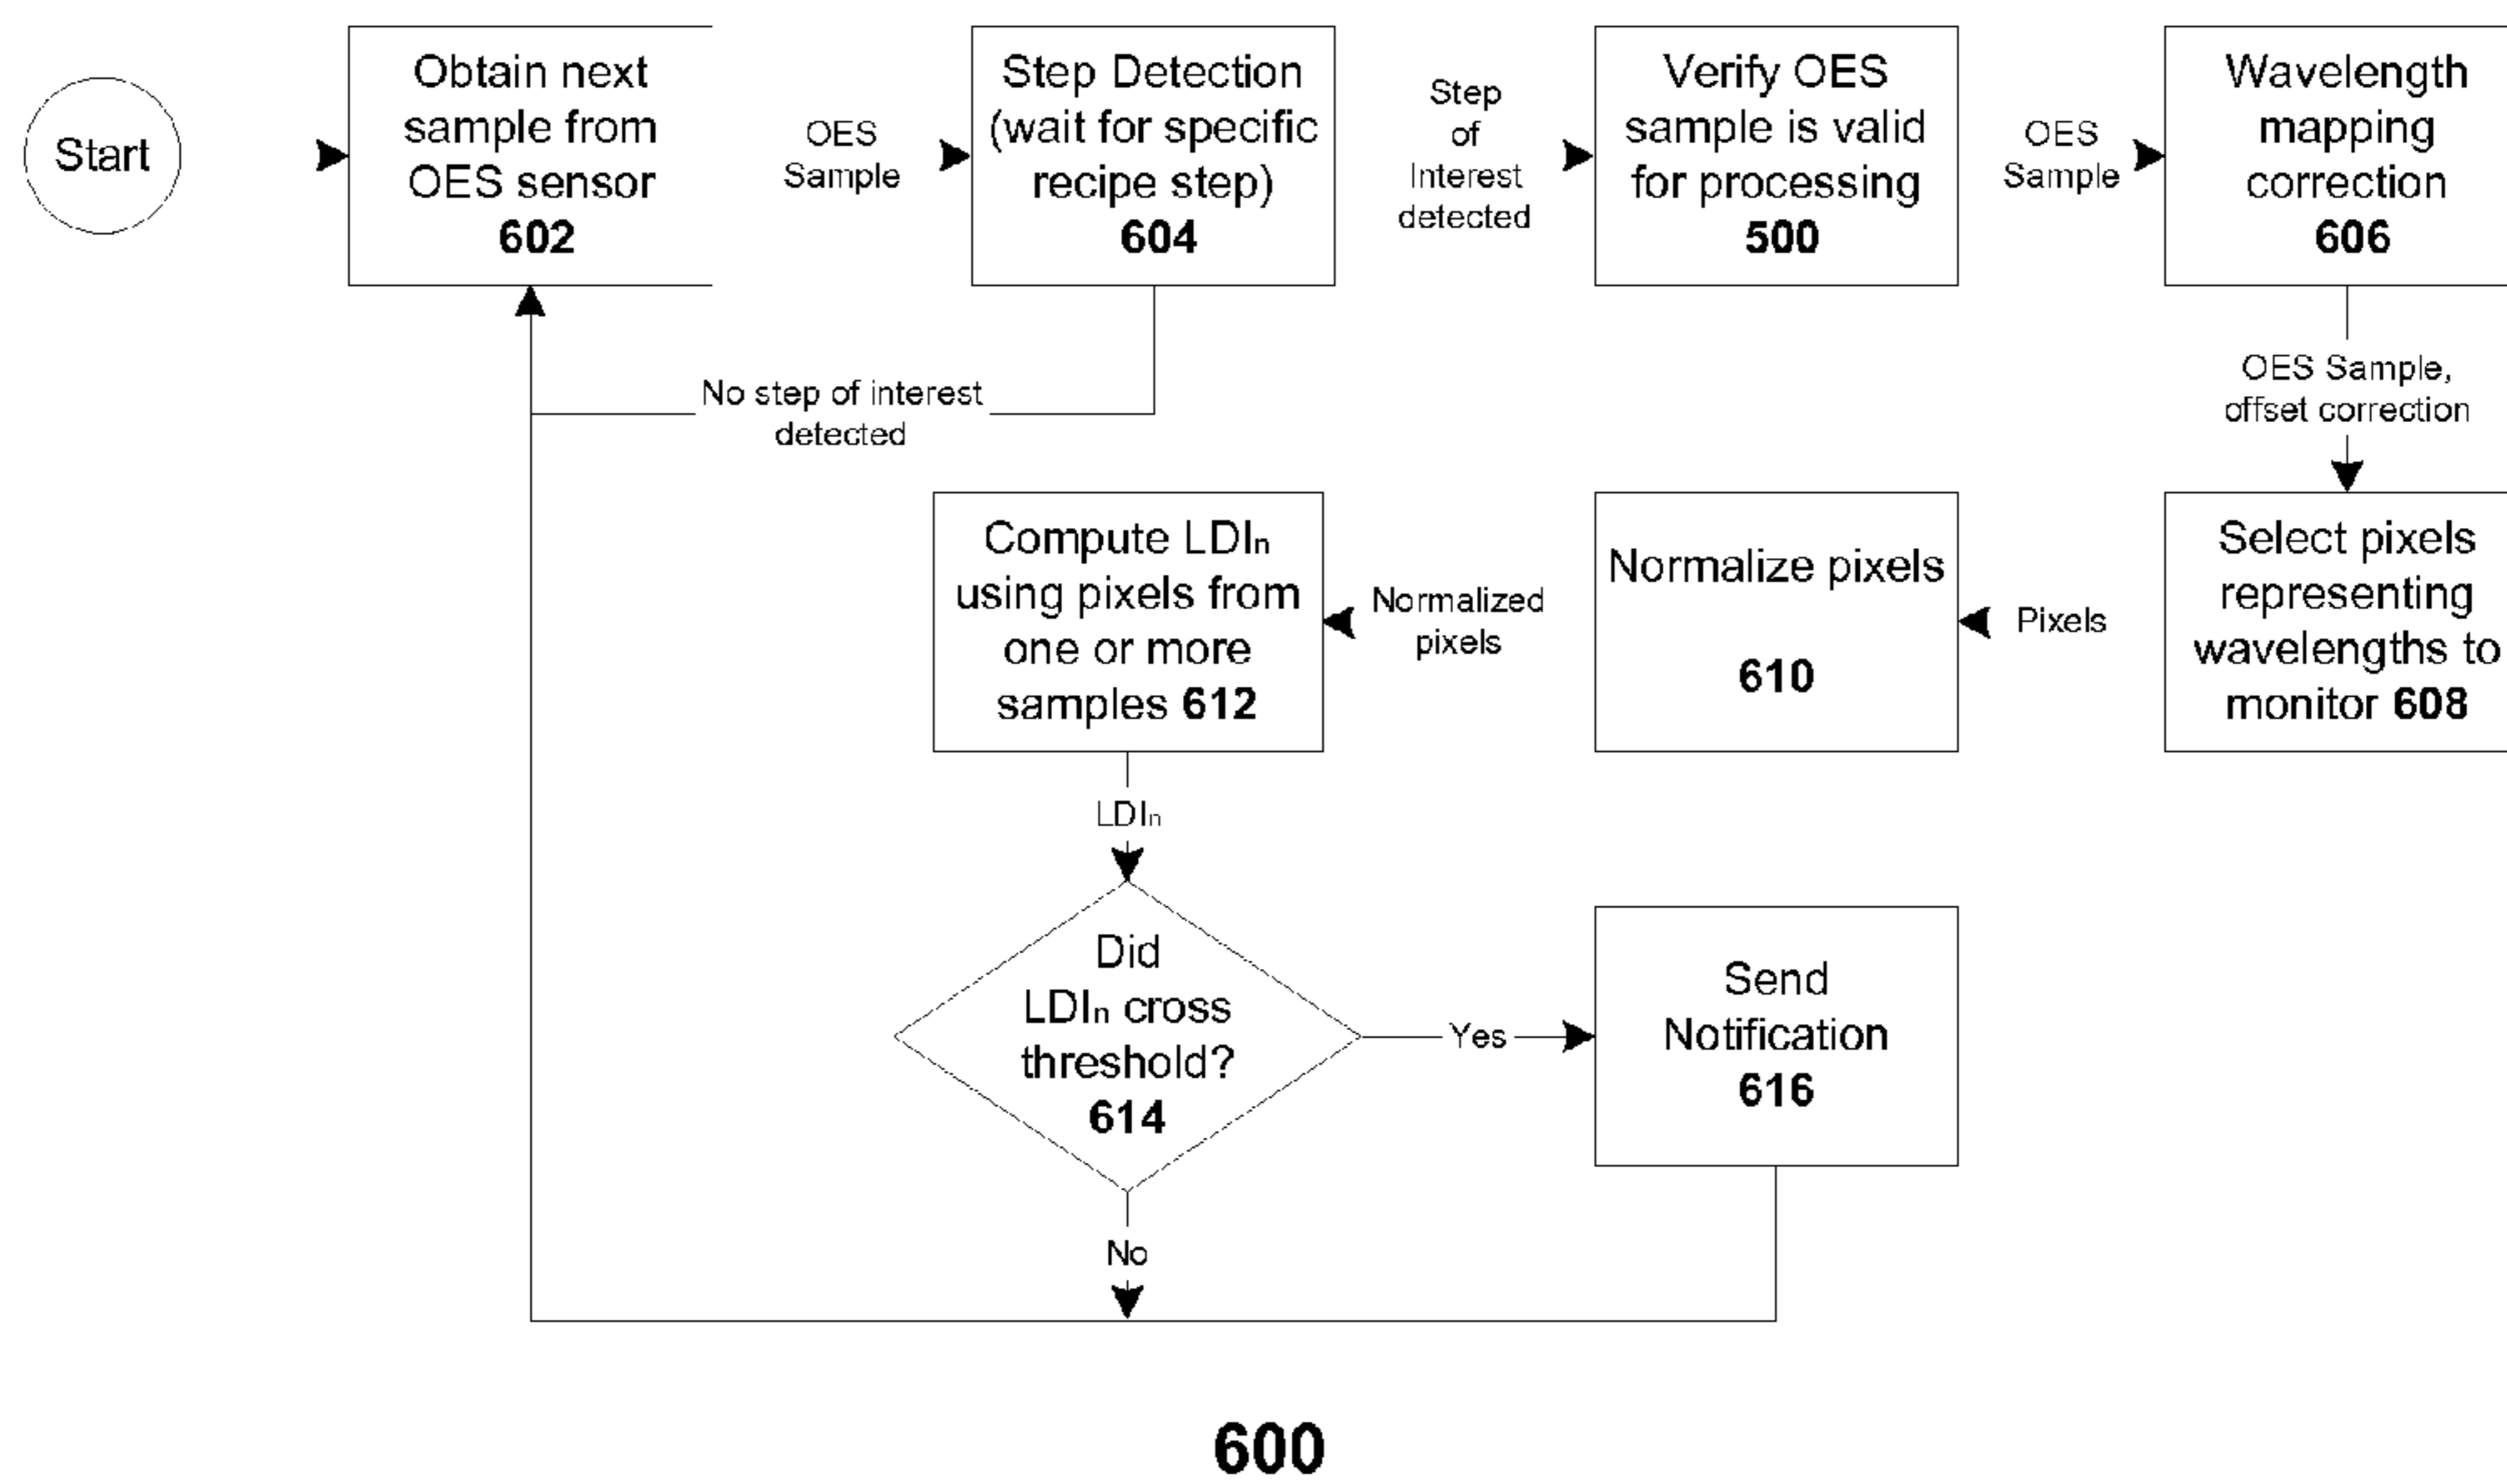 Start
Obtain next
sample from
OES sensor
602
OES
Sample
Step Detection
(wait for specific
recipe step)
604
Step
of
Interest
detected
Verify OES
sample is valid
for processing
500
OES
Sample
Wavelength
mapping
correction
606
No step of interest
detected
OES Sample,
offset correction
Select pixels
representing
wavelengths to
monitor 608
Pixels
Normalize pixels
610
Normalized
pixels
Compute LDIn
using pixels from
one or more
samples 612
LDIn
Did
LDIn cross
threshold?
614
Yes
Send
Notification
616
No
600